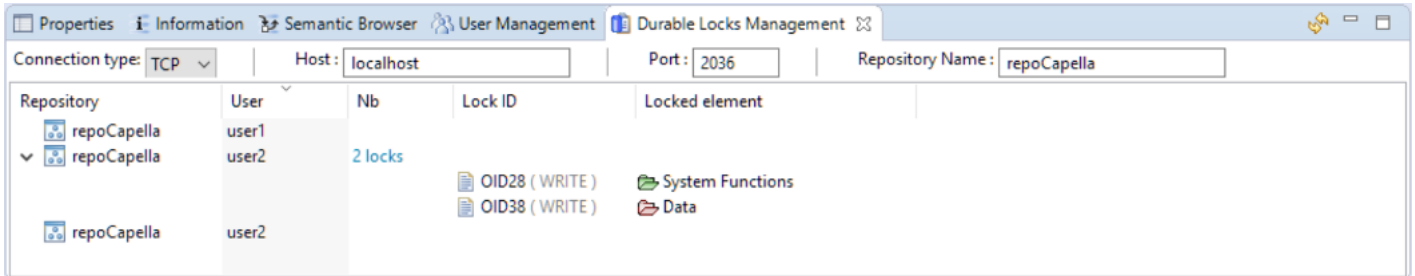 Properties Information Semantic Browser User Management Durable Locks Management
Connection type: TCP Host : localhost Port : 2036 Repository Name : repoCapella
Repository User Nb Lock ID Locked element
repoCapella user1
repoCapella user2 2 locks
OID28 ( WRITE ) System Functions
OID38 ( WRITE ) Data
repoCapella user2